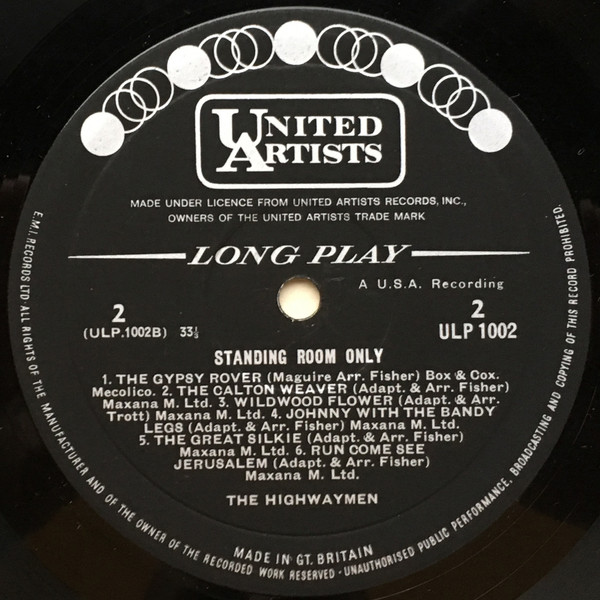 UNITED
ARTISTS
MADE UNDER LICENCE FROM UNITED ARTISTS RECORDS, INC.,
OWNERS OF THE UNITED ARTISTS TRADE MARK
LONG PLAY
A U.S.A. Recording
2
(ULP.1002B) 33⅓
2
ULP 1002
STANDING ROOM ONLY
1. THE GYPSY ROVER (Maguire Arr. Fisher) Box & Cox.
Mecolico. 2. THE CALTON WEAVER (Adapt. & Arr. Fisher)
Maxana M. Ltd. 3. WILDWOOD FLOWER (Adapt. & Arr.
Trott) Maxana M. Ltd. 4. JOHNNY WITH THE BANDY
LEGS (Adapt. & Arr. Fisher) Maxana M. Ltd.
5. THE GREAT SILKIE (Adapt. & Arr. Fisher)
Maxana M. Ltd. 6. RUN COME SEE
JERUSALEM (Adapt. & Arr. Fisher)
Maxana M. Ltd.
THE HIGHWAYMEN
MADE IN GT. BRITAIN
E.M.I. RECORDS LTD. ALL RIGHTS OF THE MANUFACTURER AND OF THE OWNER OF THE RECORDED WORK RESERVED - UNAUTHORISED PUBLIC PERFORMANCE, BROADCASTING AND COPYING OF THIS RECORD PROHIBITED.